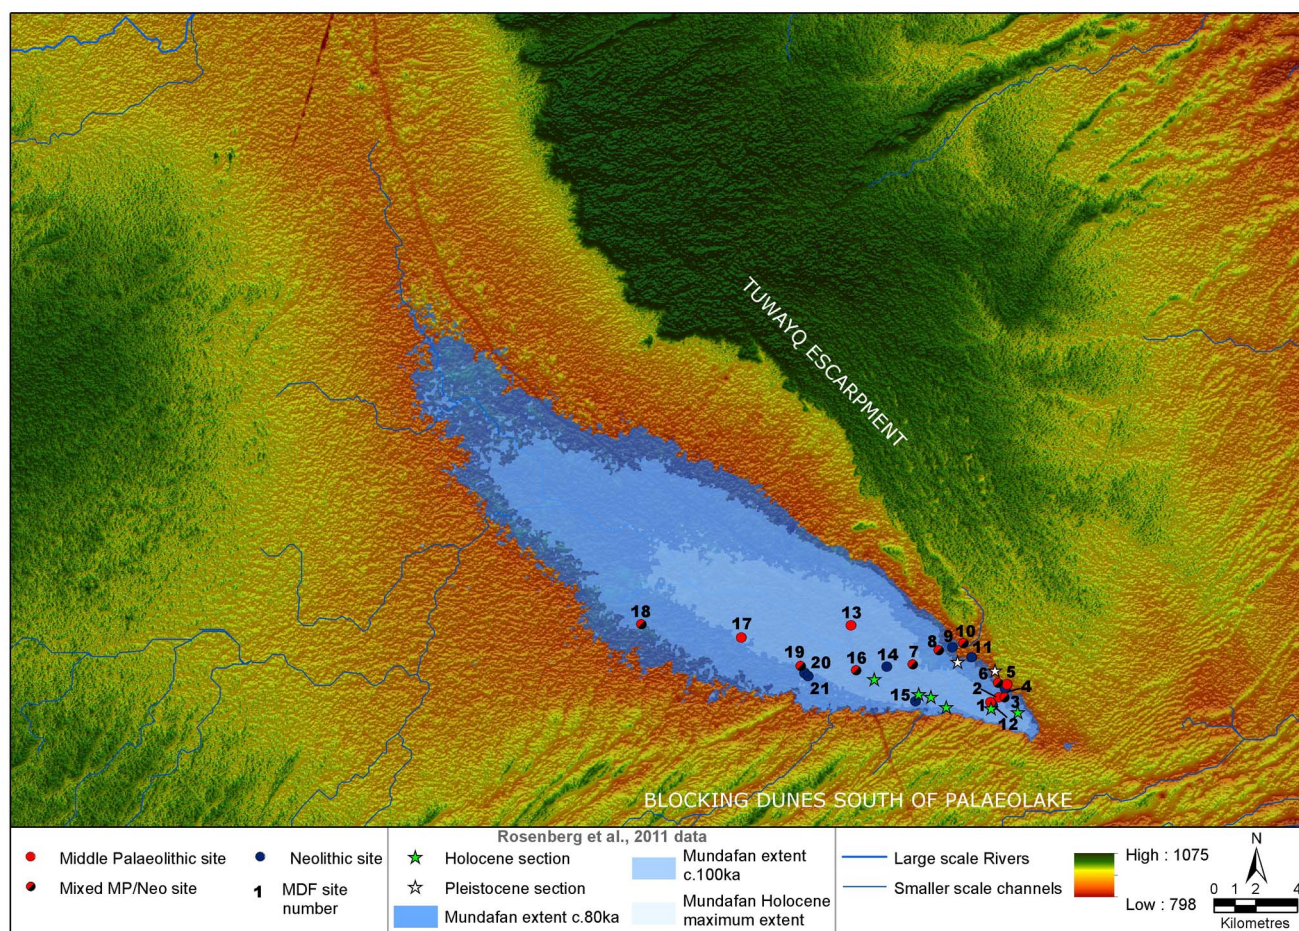 TUWAYQ ESCARPMENT
18
17
13
10
9
8
11
7
14
16
19
20
21
15
6
5
2
4
1
3
12
BLOCKING DUNES SOUTH OF PALAEOLAKE
Rosenberg et al., 2011 data
Middle Palaeolithic site
Neolithic site
Mixed MP/Neo site
1 MDF site
number
Holocene section
Pleistocene section
Mundafan extent c.80ka
Mundafan extent
c.100ka
Mundafan Holocene
maximum extent
Large scale Rivers
Smaller scale channels
High : 1075
Low : 798
N
0 1 2 4
Kilometres